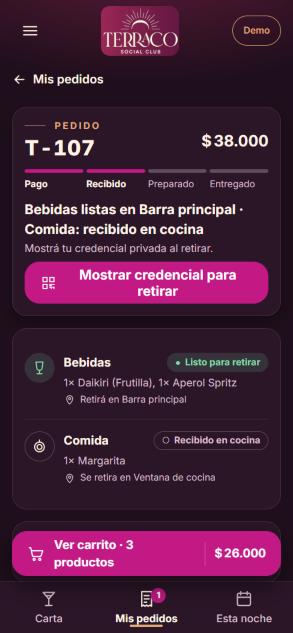 TERRACO
SOCIAL CLUB
Demo
← Mis pedidos
PEDIDO
T-107
$38.000
Pago Recibido Preparado Entregado
Bebidas listas en Barra principal ·
Comida: recibido en cocina
Mostrá tu credencial privada al retirar.
Mostrar credencial para
retirar
Bebidas
Listo para retirar
1× Daikiri (Frutilla), 1× Aperol Spritz
Retirá en Barra principal
Comida
Recibido en cocina
1× Margarita
Se retira en Ventana de cocina
Ver carrito · 3
productos
$26.000
1
Carta Mis pedidos Esta noche